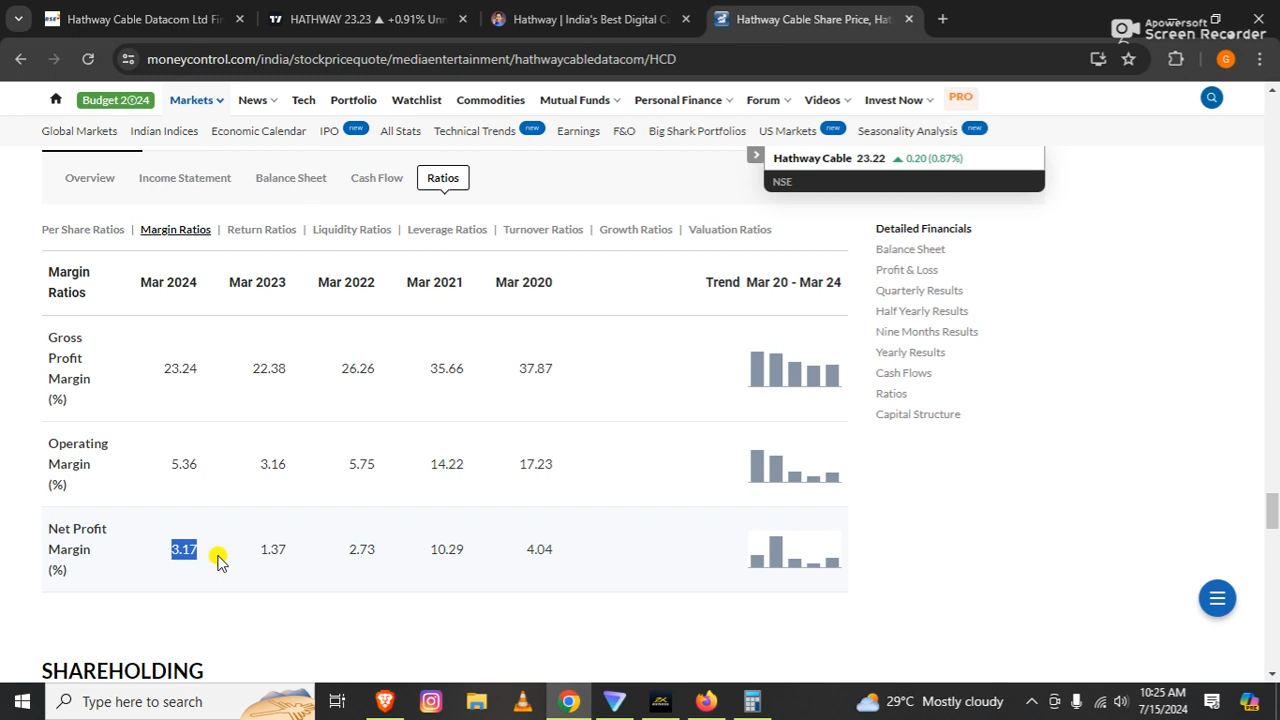 Hathway Cable Datacom Ltd Fin
HATHWAY 23.23 ▲ +0.91% Unn
Hathway | India's Best Digital C
Hathway Cable Share Price, Hat
Apowersoft
Screen Recorder
moneycontrol.com/india/stockpricequote/mediaentertainment/hathwaycabledatacom/HCD
G
Budget 2024
Markets
News
Tech
Portfolio
Watchlist
Commodities
Mutual Funds
Personal Finance
Forum
Videos
Invest Now
PRO
Global Markets
Indian Indices
Economic Calendar
IPO
new
All Stats
Technical Trends
new
Earnings
F&O
Big Shark Portfolios
US Markets
new
Seasonality Analysis
new
Hathway Cable 23.22 ▲ 0.20 (0.87%)
NSE
Overview
Income Statement
Balance Sheet
Cash Flow
Ratios
Per Share Ratios | Margin Ratios | Return Ratios | Liquidity Ratios | Leverage Ratios | Turnover Ratios | Growth Ratios | Valuation Ratios
Margin
Ratios
Mar 2024 Mar 2023 Mar 2022 Mar 2021 Mar 2020 Trend Mar 20 - Mar 24
Gross
Profit
Margin
(%)
23.24 22.38 26.26 35.66 37.87
Operating
Margin
(%)
5.36 3.16 5.75 14.22 17.23
Net Profit
Margin
(%)
3.17 1.37 2.73 10.29 4.04
Detailed Financials
Balance Sheet
Profit & Loss
Quarterly Results
Half Yearly Results
Nine Months Results
Yearly Results
Cash Flows
Ratios
Capital Structure
SHAREHOLDING
Type here to search
29°C Mostly cloudy
10:25 AM
7/15/2024